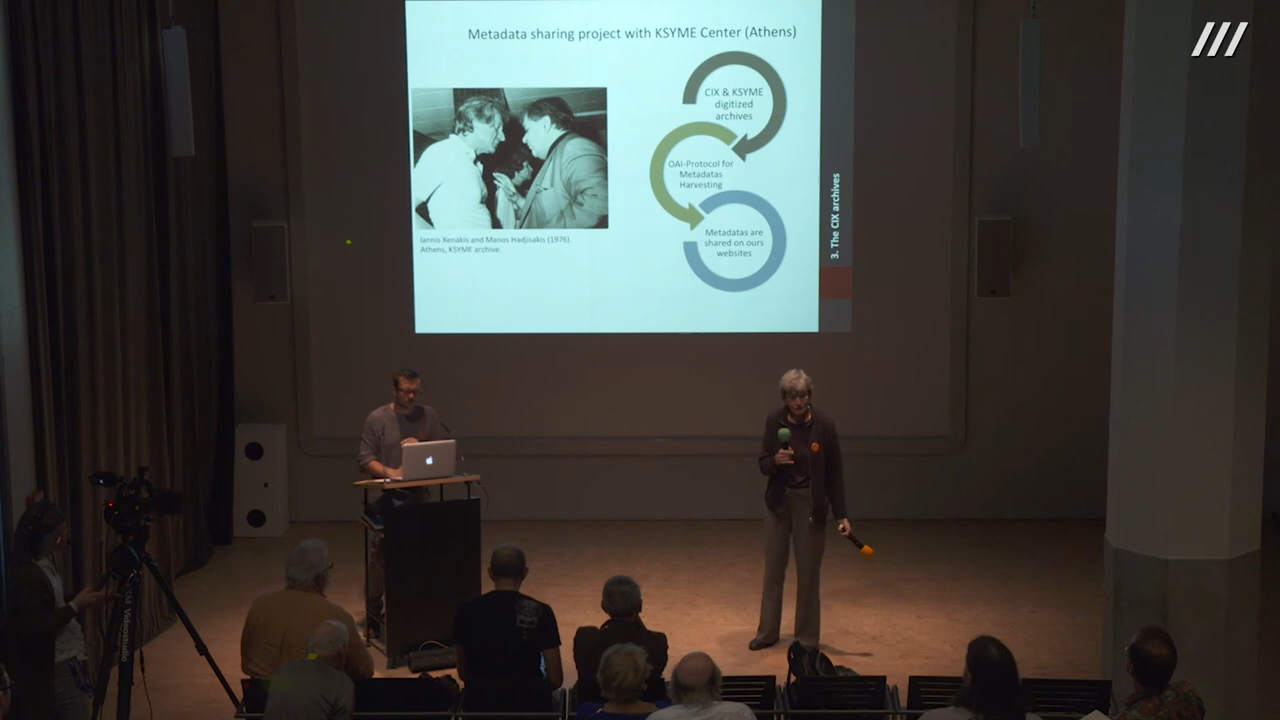 Metadata sharing project with KSYME Center (Athens)
CIX & KSYME
digitized
archives
OAI-Protocol for
Metadatas
Harvesting
Metadatas are
shared on ours
websites
Iannis Xenakis and Manos Hadjisakis (1976).
Athens, KSYME archive.
3. The CIX archives